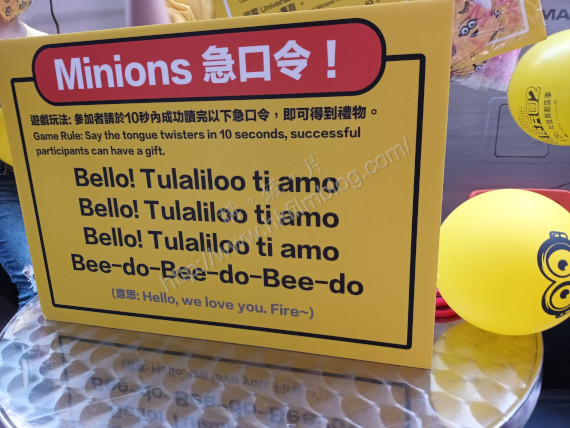 Minions 急口令！
遊戲玩法: 參加者請於10秒內成功讀完以下急口令，即可得到禮物。
Game Rule: Say the tongue twisters in 10 seconds, successful
participants can have a gift.
Bello! Tulaliloo ti amo
Bello! Tulaliloo ti amo
Bello! Tulaliloo ti amo
Bee-do-Bee-do-Bee-do
(意思: Hello, we love you. Fire~)